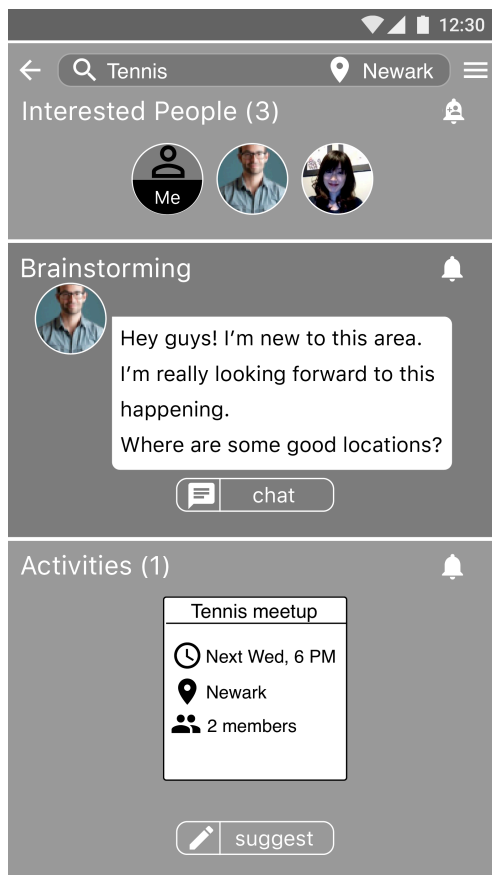 12:30
Tennis Newark
Interested People (3)
Me
Brainstorming
Hey guys! I’m new to this area.
I’m really looking forward to this
happening.
Where are some good locations?
chat
Activities (1)
Tennis meetup
Next Wed, 6 PM
Newark
2 members
suggest